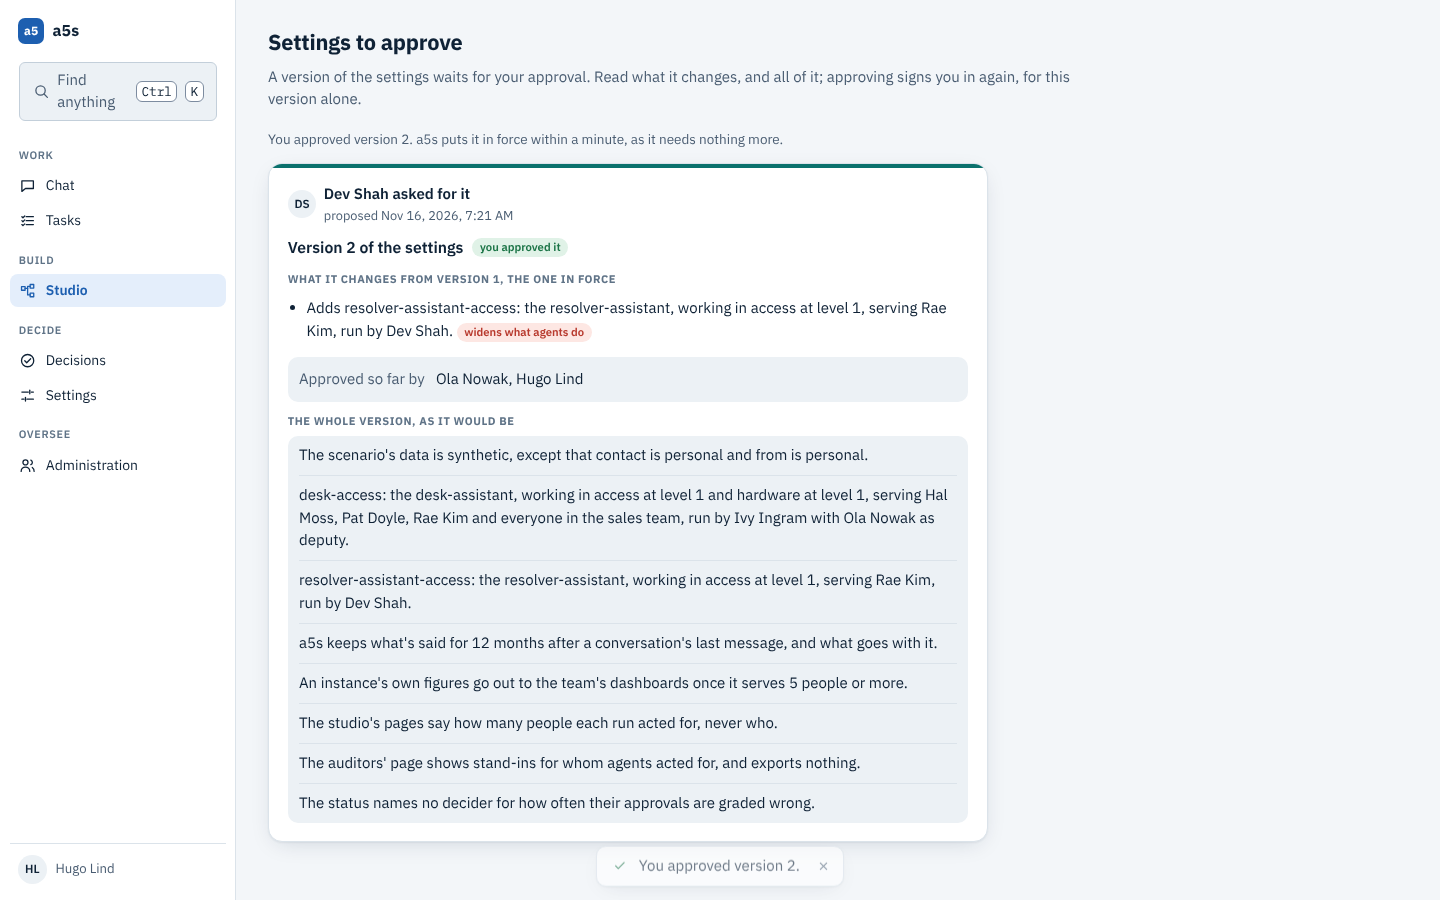 a5 a5s
Find
anything
Ctrl K
WORK
Chat
Tasks
BUILD
Studio
DECIDE
Decisions
Settings
OVERSEE
Administration
HL Hugo Lind
Settings to approve
A version of the settings waits for your approval. Read what it changes, and all of it; approving signs you in again, for this
version alone.
You approved version 2. a5s puts it in force within a minute, as it needs nothing more.
DS
Dev Shah asked for it
proposed Nov 16, 2026, 7:21 AM
Version 2 of the settings you approved it
WHAT IT CHANGES FROM VERSION 1, THE ONE IN FORCE
• Adds resolver-assistant-access: the resolver-assistant, working in access at level 1, serving Rae
Kim, run by Dev Shah. widens what agents do
Approved so far by Ola Nowak, Hugo Lind
THE WHOLE VERSION, AS IT WOULD BE
The scenario's data is synthetic, except that contact is personal and from is personal.
desk-access: the desk-assistant, working in access at level 1 and hardware at level 1, serving Hal
Moss, Pat Doyle, Rae Kim and everyone in the sales team, run by Ivy Ingram with Ola Nowak as
deputy.
resolver-assistant-access: the resolver-assistant, working in access at level 1, serving Rae Kim,
run by Dev Shah.
a5s keeps what's said for 12 months after a conversation's last message, and what goes with it.
An instance's own figures go out to the team's dashboards once it serves 5 people or more.
The studio's pages say how many people each run acted for, never who.
The auditors' page shows stand-ins for whom agents acted for, and exports nothing.
The status names no decider for how often their approvals are graded wrong.
You approved version 2.